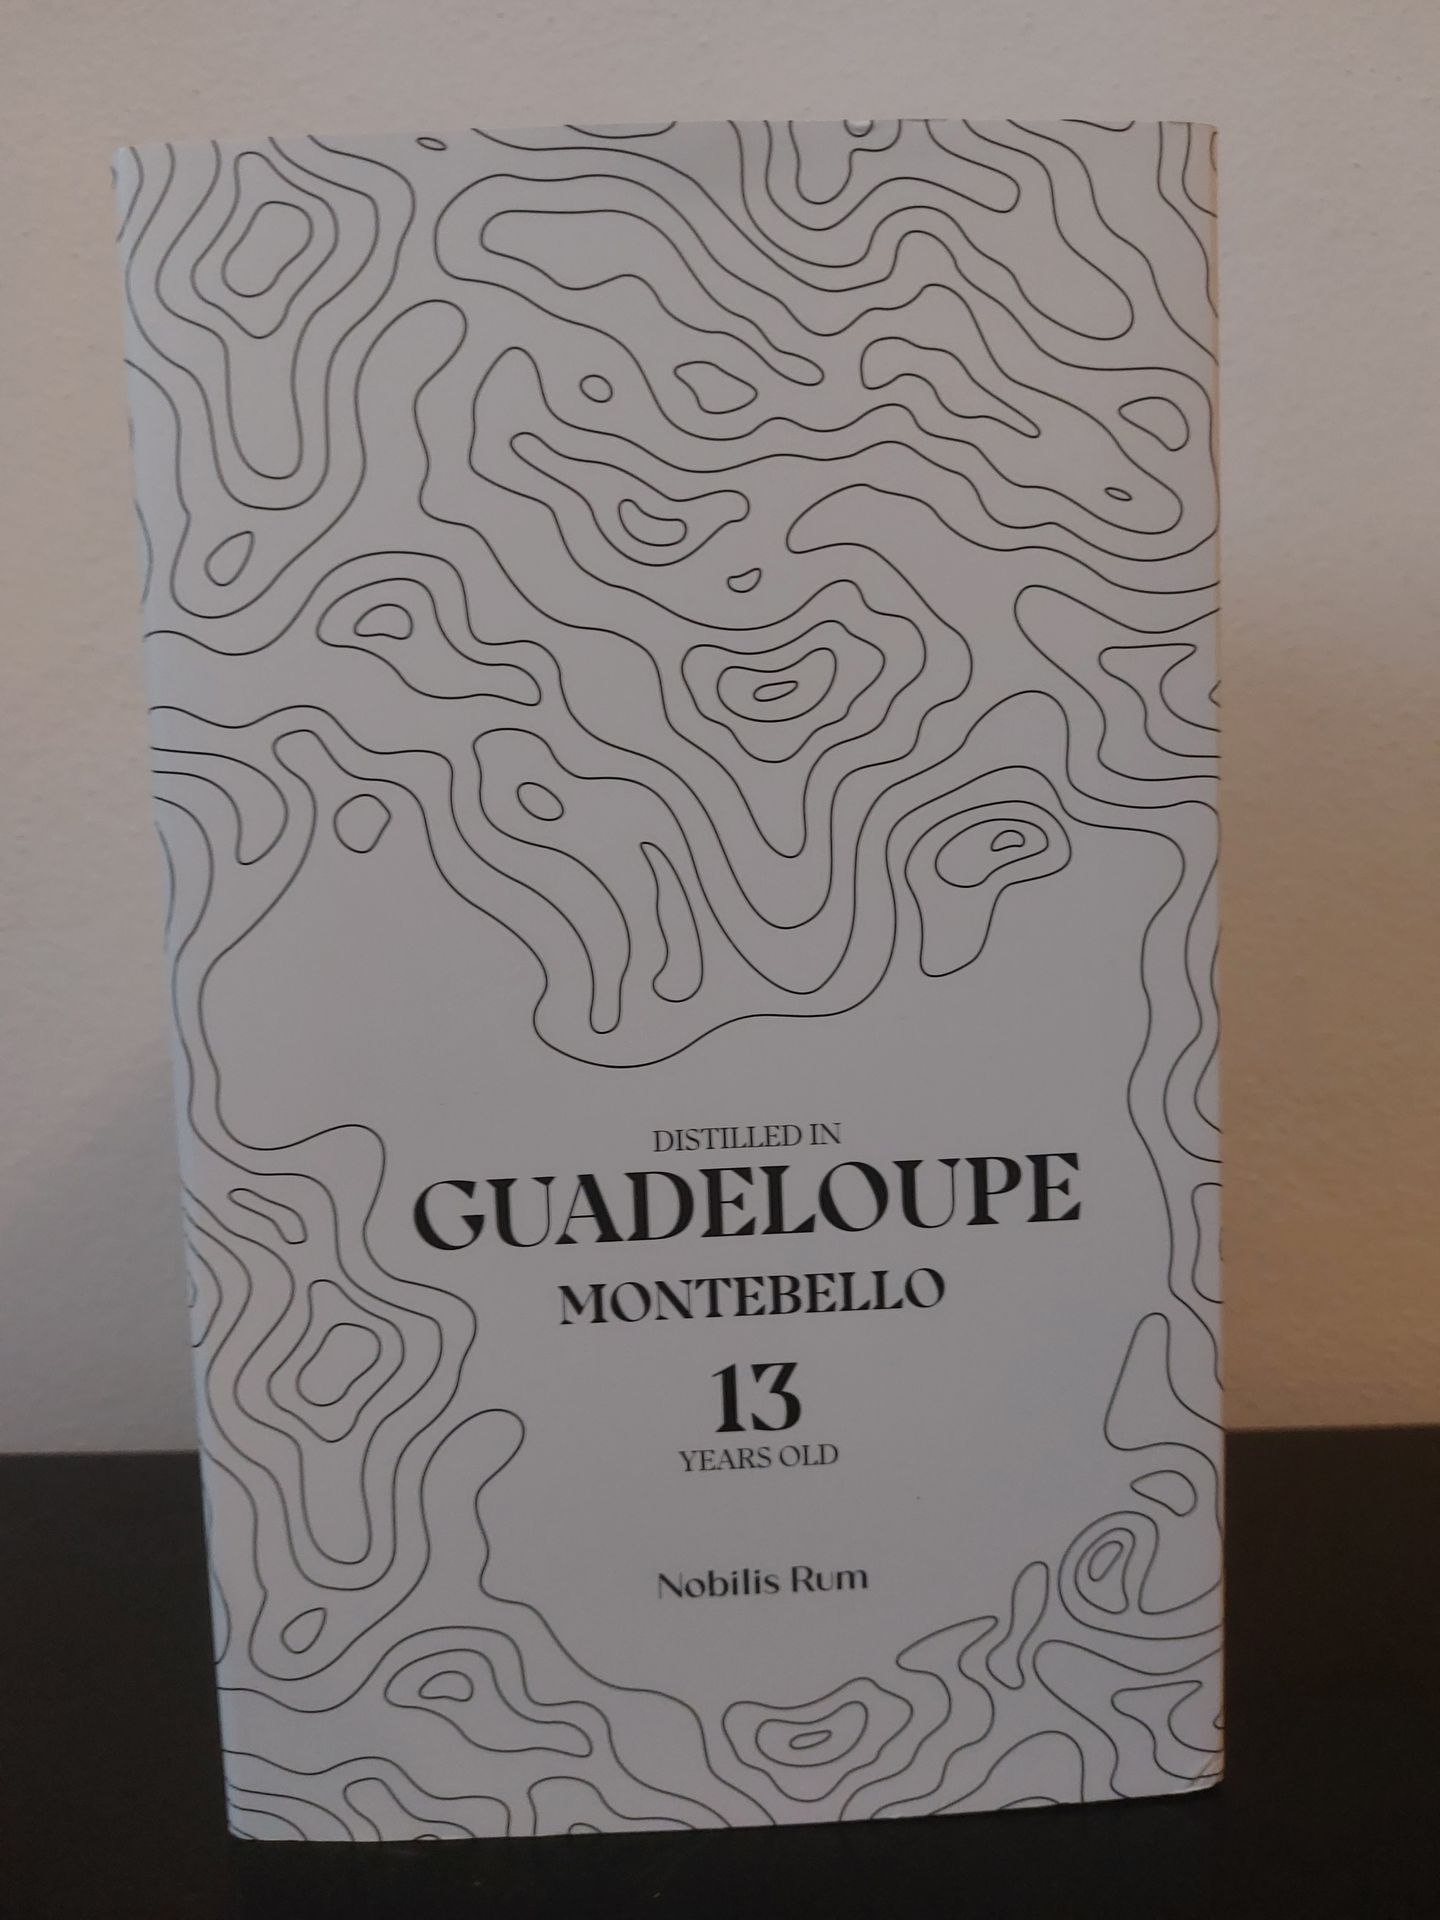 DISTILLED IN
GUADELOUPE
MONTEBELLO
13
YEARS OLD
Nobilis Rum